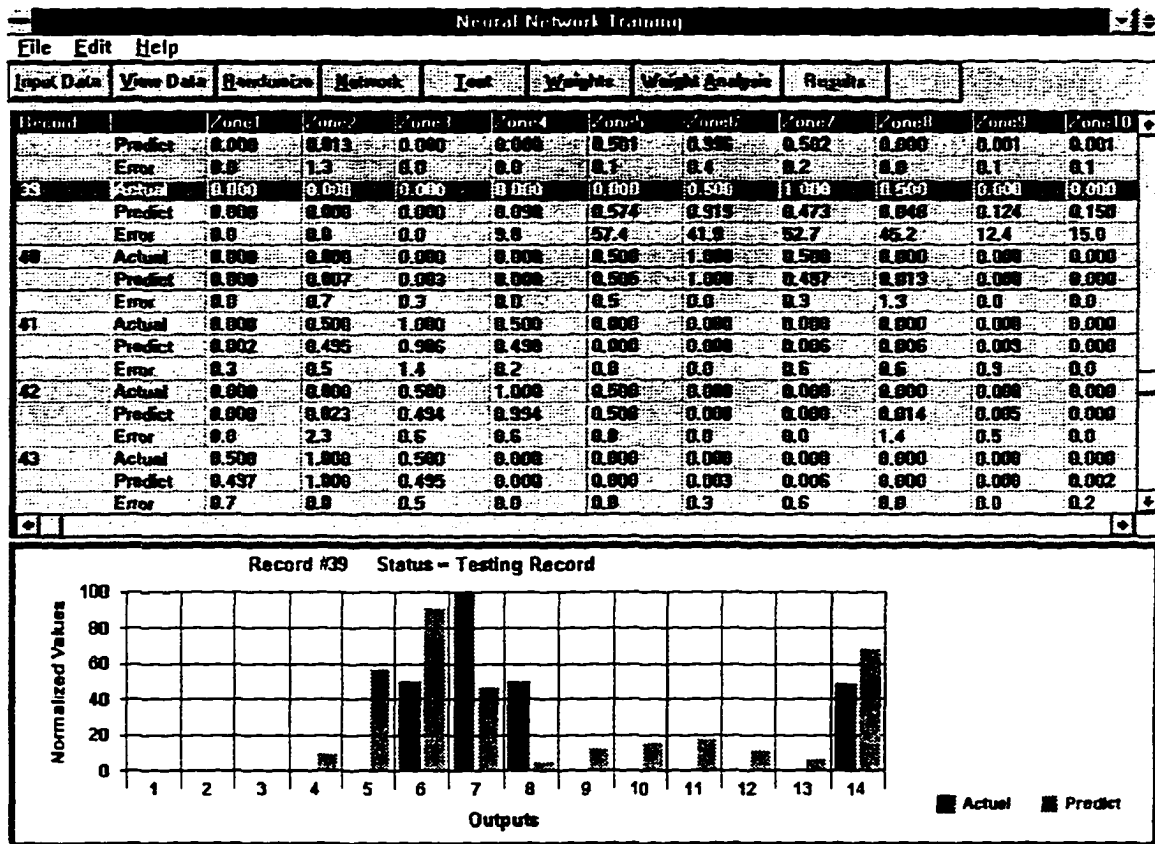 Neural Network Training
File Edit Help
Input Data View Data Randomize Network Test Weights Weight Analysis Results
Record Zone1 Zone2 Zone3 Zone4 Zone5 Zone6 Zone7 Zone8 Zone9 Zone10
Predict 0.000 0.013 0.000 0.000 0.501 0.996 0.502 0.000 0.001 0.001
Error 0.0 1.3 0.0 0.0 0.1 0.4 0.2 0.0 0.1 0.1
39 Actual 0.000 0.000 0.000 0.000 0.000 0.500 1.000 0.500 0.000 0.000
Predict 0.000 0.000 0.000 0.098 0.574 0.919 0.473 0.048 0.124 0.150
Error 0.0 0.0 0.0 9.8 57.4 41.9 52.7 45.2 12.4 15.0
40 Actual 0.000 0.000 0.000 0.000 0.500 1.000 0.500 0.000 0.000 0.000
Predict 0.000 0.007 0.003 0.000 0.505 1.000 0.497 0.013 0.000 0.000
Error 0.0 0.7 0.3 0.0 0.5 0.0 0.3 1.3 0.0 0.0
41 Actual 0.000 0.500 1.000 0.500 0.000 0.000 0.000 0.000 0.000 0.000
Predict 0.002 0.495 0.986 0.498 0.000 0.000 0.006 0.006 0.009 0.000
Error 0.3 0.5 1.4 0.2 0.0 0.0 0.6 0.6 0.9 0.0
42 Actual 0.000 0.000 0.500 1.000 0.500 0.000 0.000 0.000 0.000 0.000
Predict 0.000 0.023 0.494 0.994 0.500 0.000 0.000 0.014 0.005 0.000
Error 0.0 2.3 0.6 0.6 0.0 0.0 0.0 1.4 0.5 0.0
43 Actual 0.500 1.000 0.500 0.000 0.000 0.000 0.000 0.000 0.000 0.000
Predict 0.497 1.000 0.495 0.000 0.000 0.003 0.006 0.000 0.000 0.002
Error 0.7 0.0 0.5 0.0 0.0 0.3 0.6 0.0 0.0 0.2
Record #39 Status = Testing Record
Normalized Values
100
80
60
40
20
0
1 2 3 4 5 6 7 8 9 10 11 12 13 14
Outputs
Actual Predict